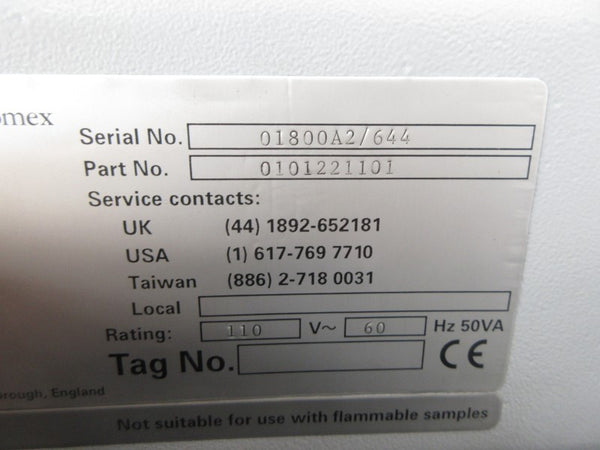 omex
Serial No. 01800A2/644
Part No. 0101221101
Service contacts:
UK (44) 1892-652181
USA (1) 617-769 7710
Taiwan (886) 2-718 0031
Local
Rating: 110 V~ 60 Hz 50VA
Tag No. CE
orough, England
Not suitable for use with flammable samples